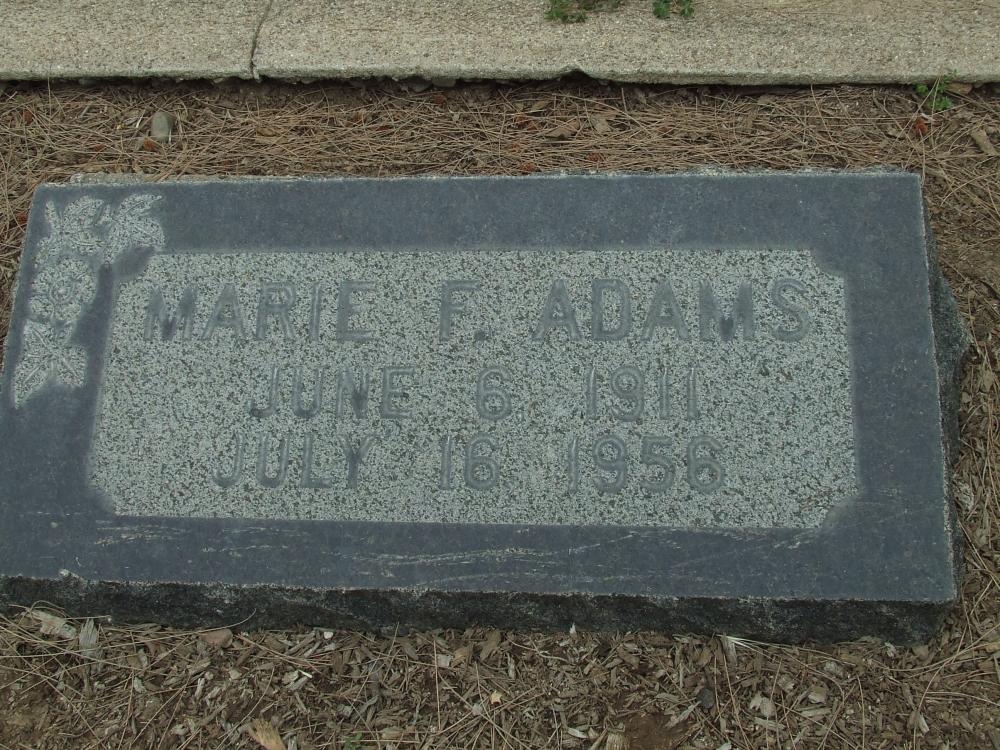 MARIE F. ADAMS
JUNE 6 1911
JULY 16 1956